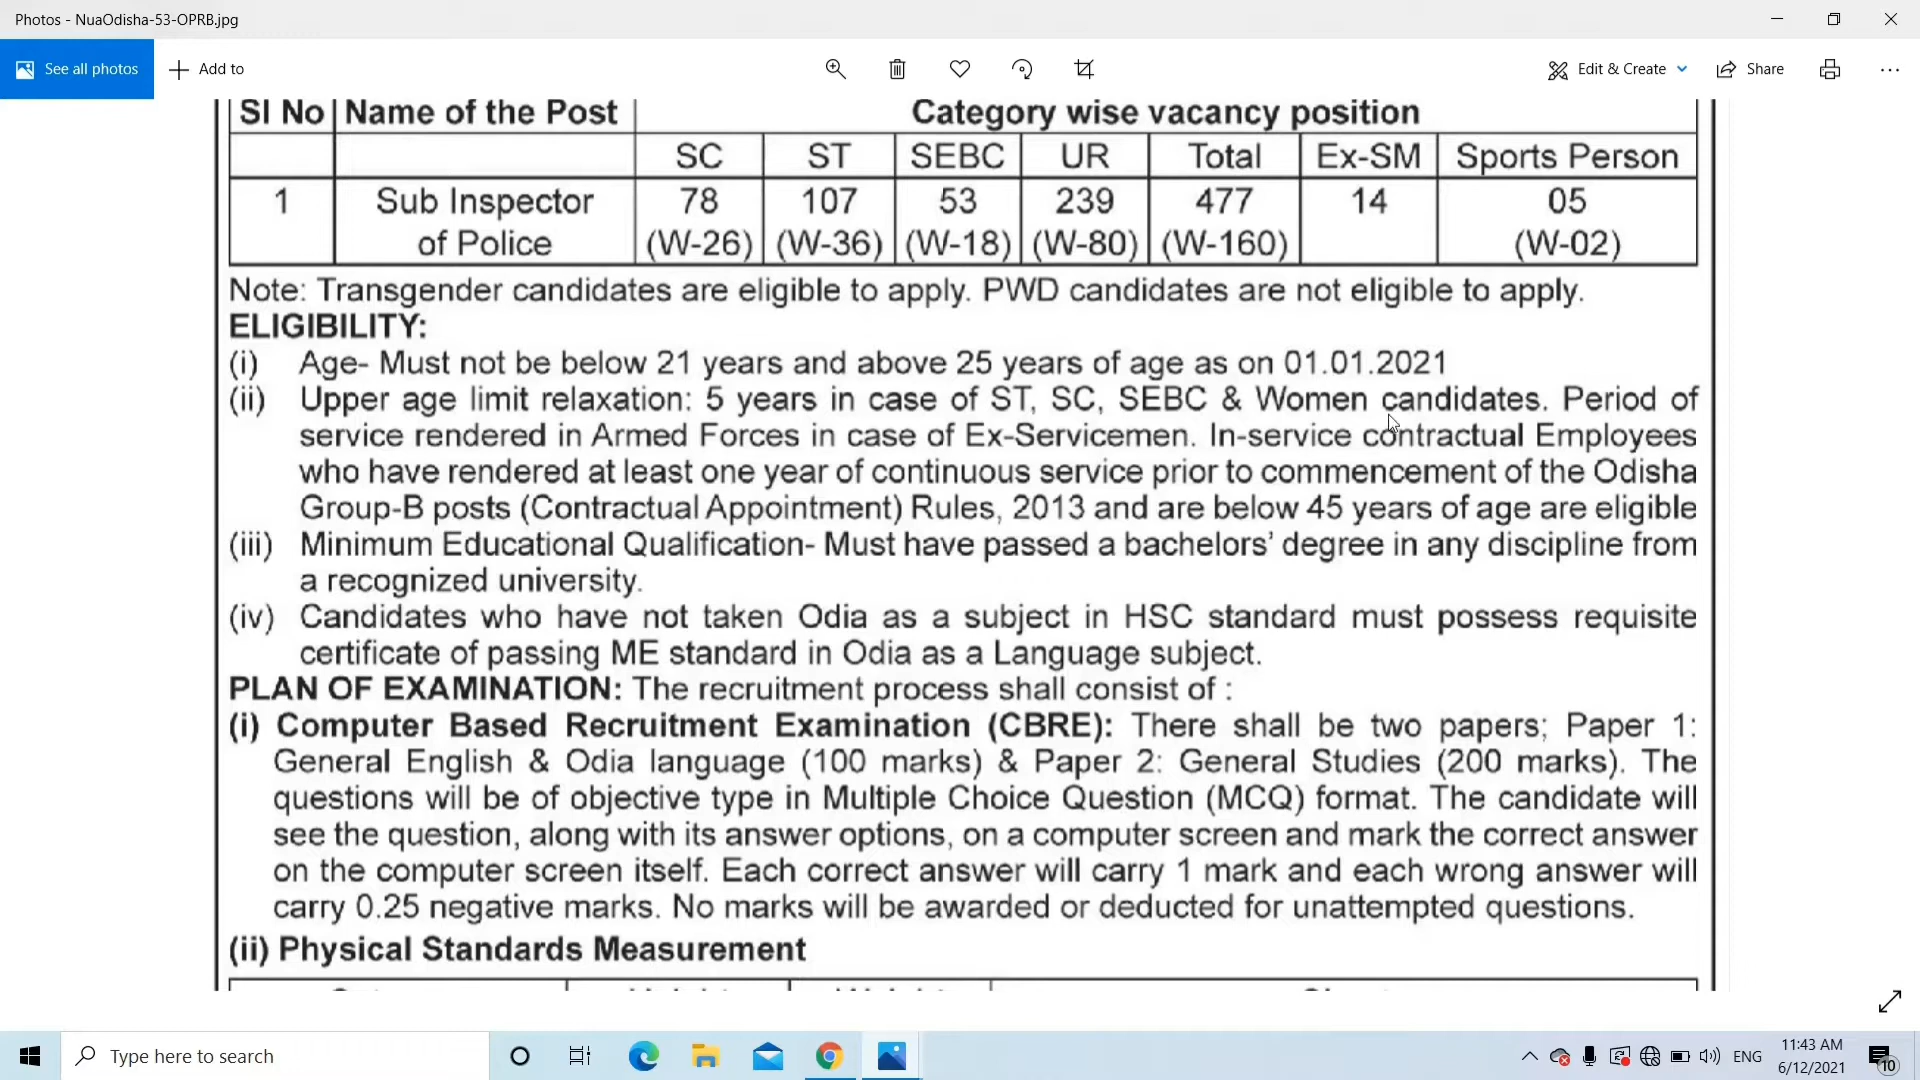 Photos - NuaOdisha-53-OPRB.jpg
See all photos
Add to
Edit & Create
Share
Sl No Name of the Post Category wise vacancy position
SC ST SEBC UR Total Ex-SM Sports Person
1 Sub Inspector 78 107 53 239 477 14 05
of Police (W-26) (W-36) (W-18) (W-80) (W-160) (W-02)
Note: Transgender candidates are eligible to apply. PWD candidates are not eligible to apply.
ELIGIBILITY:
(i) Age- Must not be below 21 years and above 25 years of age as on 01.01.2021
(ii) Upper age limit relaxation: 5 years in case of ST, SC, SEBC & Women candidates. Period of
service rendered in Armed Forces in case of Ex-Servicemen. In-service contractual Employees
who have rendered at least one year of continuous service prior to commencement of the Odisha
Group-B posts (Contractual Appointment) Rules, 2013 and are below 45 years of age are eligible
(iii) Minimum Educational Qualification- Must have passed a bachelors' degree in any discipline from
a recognized university.
(iv) Candidates who have not taken Odia as a subject in HSC standard must possess requisite
certificate of passing ME standard in Odia as a Language subject.
PLAN OF EXAMINATION: The recruitment process shall consist of :
(i) Computer Based Recruitment Examination (CBRE): There shall be two papers; Paper 1:
General English & Odia language (100 marks) & Paper 2: General Studies (200 marks). The
questions will be of objective type in Multiple Choice Question (MCQ) format. The candidate will
see the question, along with its answer options, on a computer screen and mark the correct answer
on the computer screen itself. Each correct answer will carry 1 mark and each wrong answer will
carry 0.25 negative marks. No marks will be awarded or deducted for unattempted questions.
(ii) Physical Standards Measurement
Type here to search
ENG
11:43 AM
6/12/2021
10